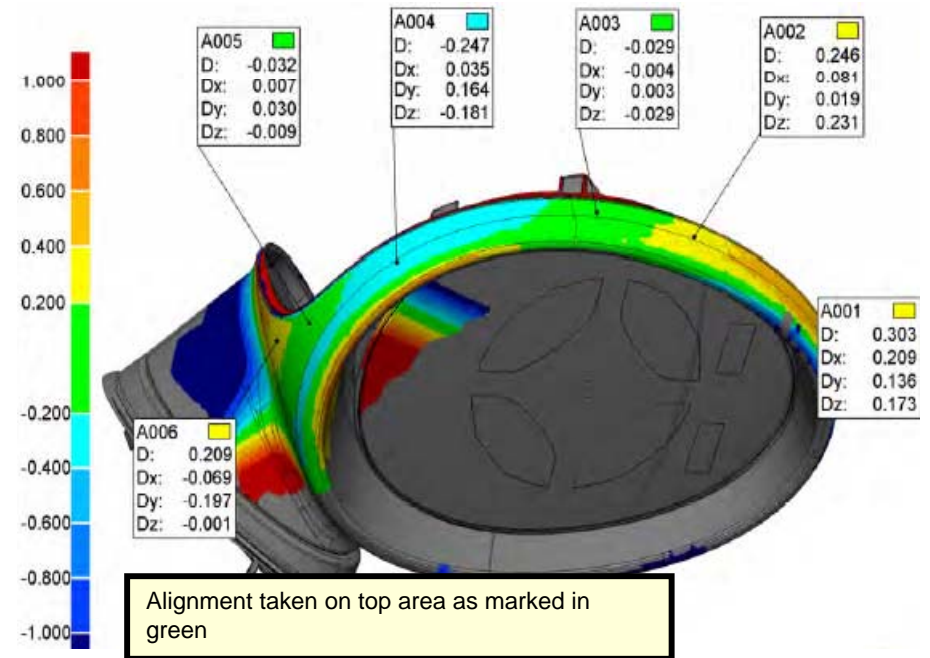 A005
D: -0.032
Dx: 0.007
Dy: 0.030
Dz: -0.009
A004
D: -0.247
Dx: 0.035
Dy: 0.164
Dz: -0.181
A003
D: -0.029
Dx: -0.004
Dy: 0.003
Dz: -0.029
A002
D: 0.246
Dx: 0.081
Dy: 0.019
Dz: 0.231
1.000
0.800
0.600
0.400
0.200
-0.200
-0.400
-0.600
-0.800
-1.000
A001
D: 0.303
Dx: 0.209
Dy: 0.136
Dz: 0.173
A006
D: 0.209
Dx: -0.069
Dy: -0.197
Dz: -0.001
Alignment taken on top area as marked in
green